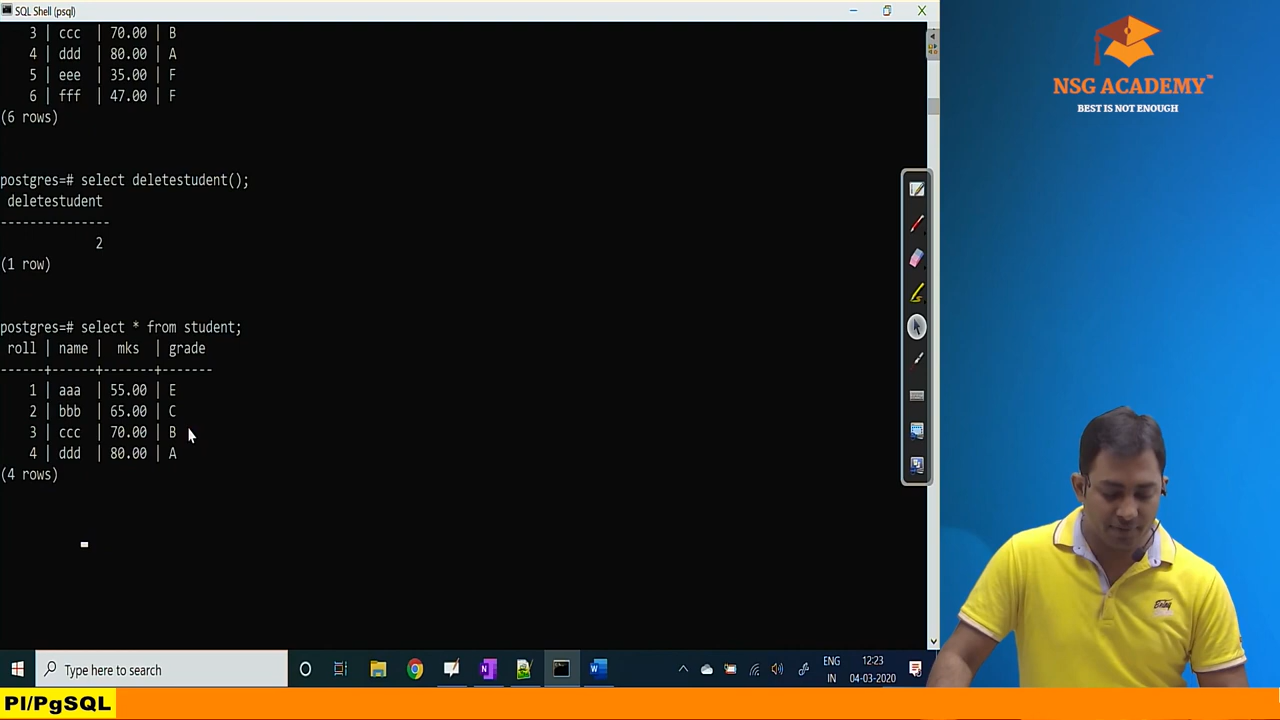 SQL Shell (psql)
3 | ccc | 70.00 | B
4 | ddd | 80.00 | A
5 | eee | 35.00 | F
6 | fff | 47.00 | F
(6 rows)
postgres=# select deletestudent();
deletestudent
---------------
2
(1 row)
postgres=# select * from student;
roll | name | mks | grade
------+------+-------+-------
1 | aaa | 55.00 | E
2 | bbb | 65.00 | C
3 | ccc | 70.00 | B
4 | ddd | 80.00 | A
(4 rows)
NSG ACADEMY™
BEST IS NOT ENOUGH
Type here to search
ENG
IN
12:23
04-03-2020
Pl/PgSQL